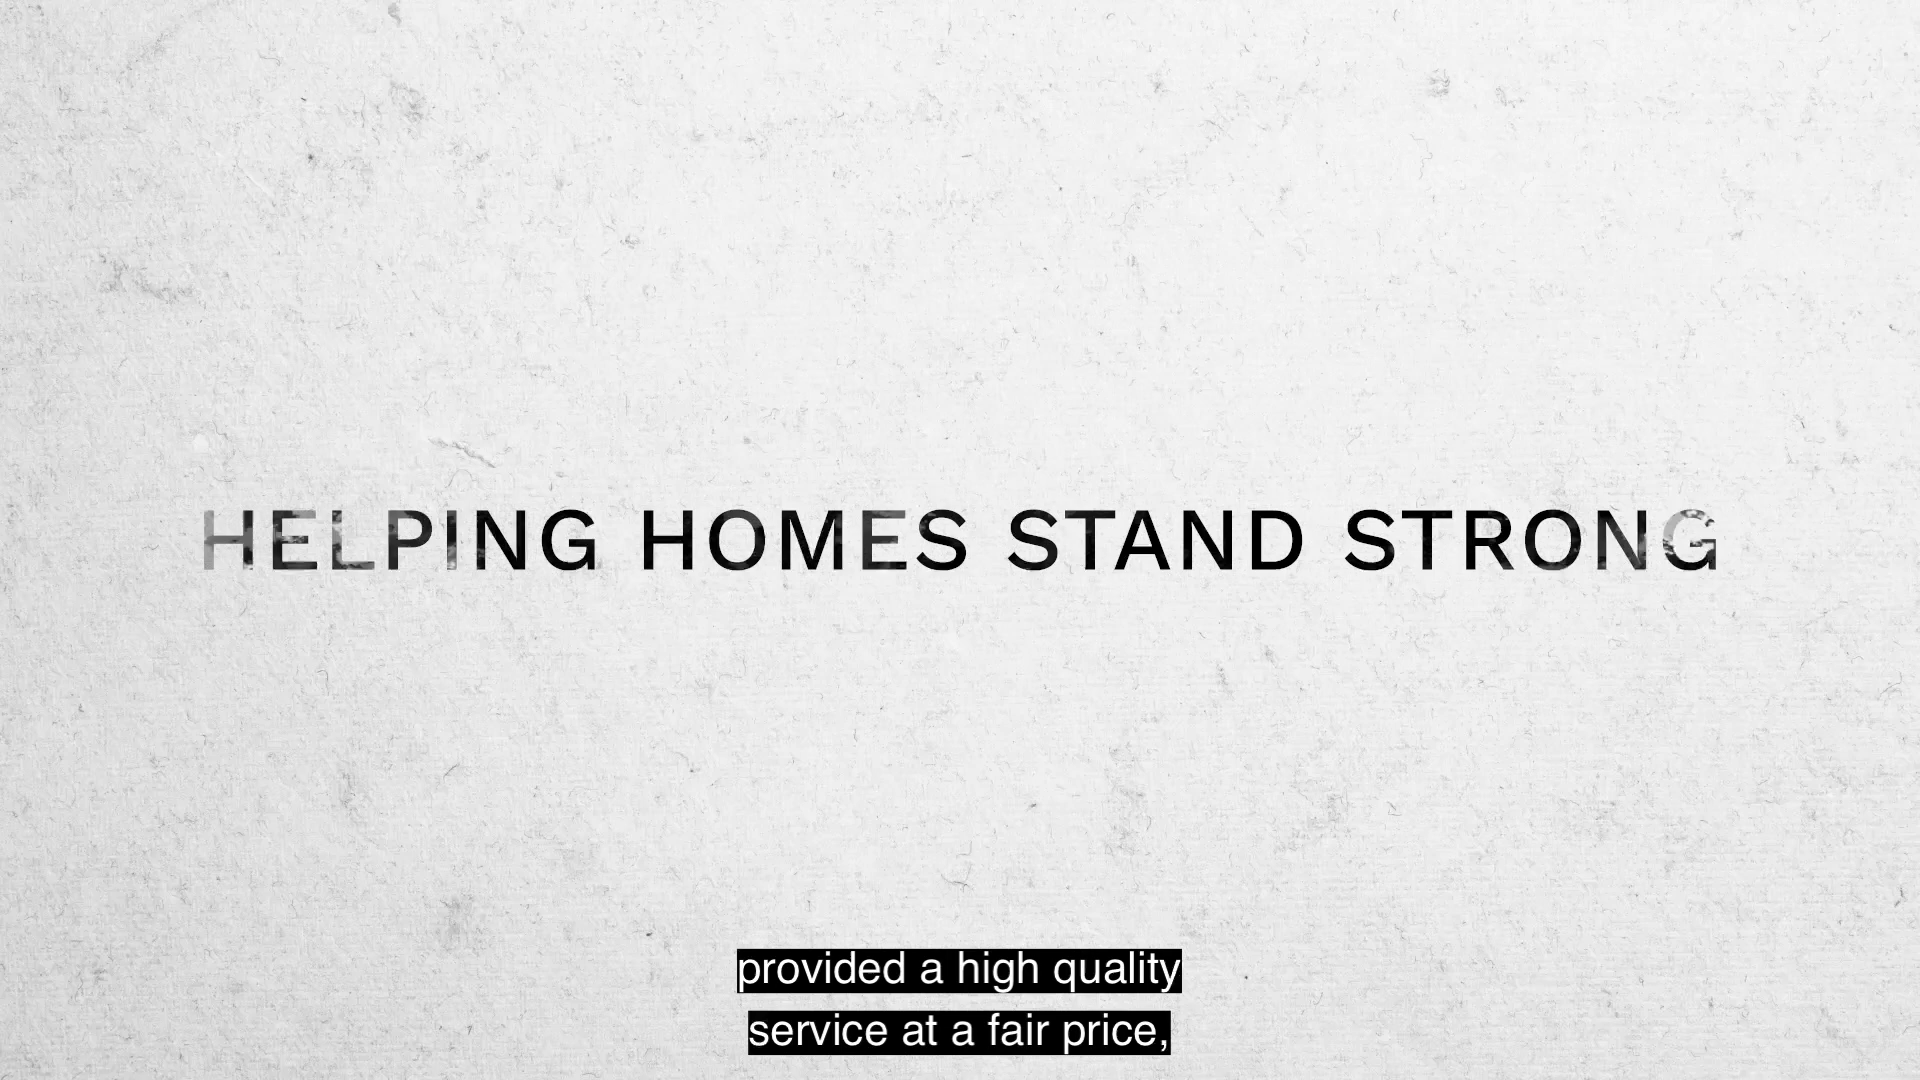 HELPING HOMES STAND STRONG
provided a high quality
service at a fair price,